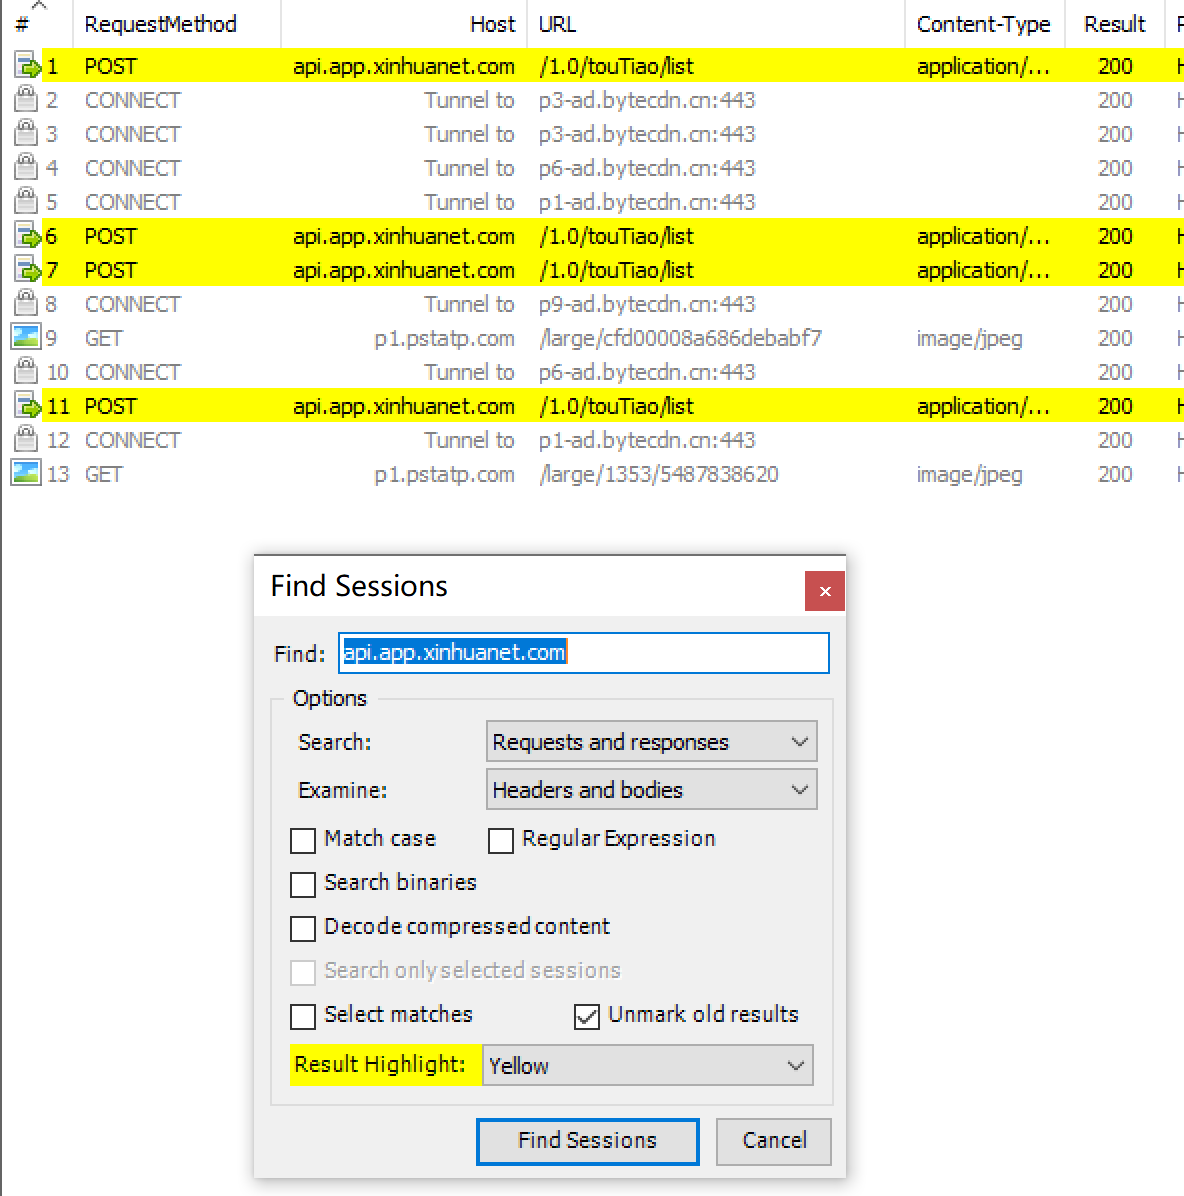 # RequestMethod Host URL Content-Type Result
1 POST api.app.xinhuanet.com /1.0/touTiao/list application/... 200
2 CONNECT Tunnel to p3-ad.bytecdn.cn:443 200
3 CONNECT Tunnel to p3-ad.bytecdn.cn:443 200
4 CONNECT Tunnel to p6-ad.bytecdn.cn:443 200
5 CONNECT Tunnel to p1-ad.bytecdn.cn:443 200
6 POST api.app.xinhuanet.com /1.0/touTiao/list application/... 200
7 POST api.app.xinhuanet.com /1.0/touTiao/list application/... 200
8 CONNECT Tunnel to p9-ad.bytecdn.cn:443 200
9 GET p1.pstatp.com /large/cfd00008a686debabf7 image/jpeg 200
10 CONNECT Tunnel to p6-ad.bytecdn.cn:443 200
11 POST api.app.xinhuanet.com /1.0/touTiao/list application/... 200
12 CONNECT Tunnel to p1-ad.bytecdn.cn:443 200
13 GET p1.pstatp.com /large/1353/5487838620 image/jpeg 200
Find Sessions
Find: api.app.xinhuanet.com
Options
Search: Requests and responses
Examine: Headers and bodies
Match case Regular Expression
Search binaries
Decode compressed content
Search only selected sessions
Select matches Unmark old results
Result Highlight: Yellow
Find Sessions Cancel